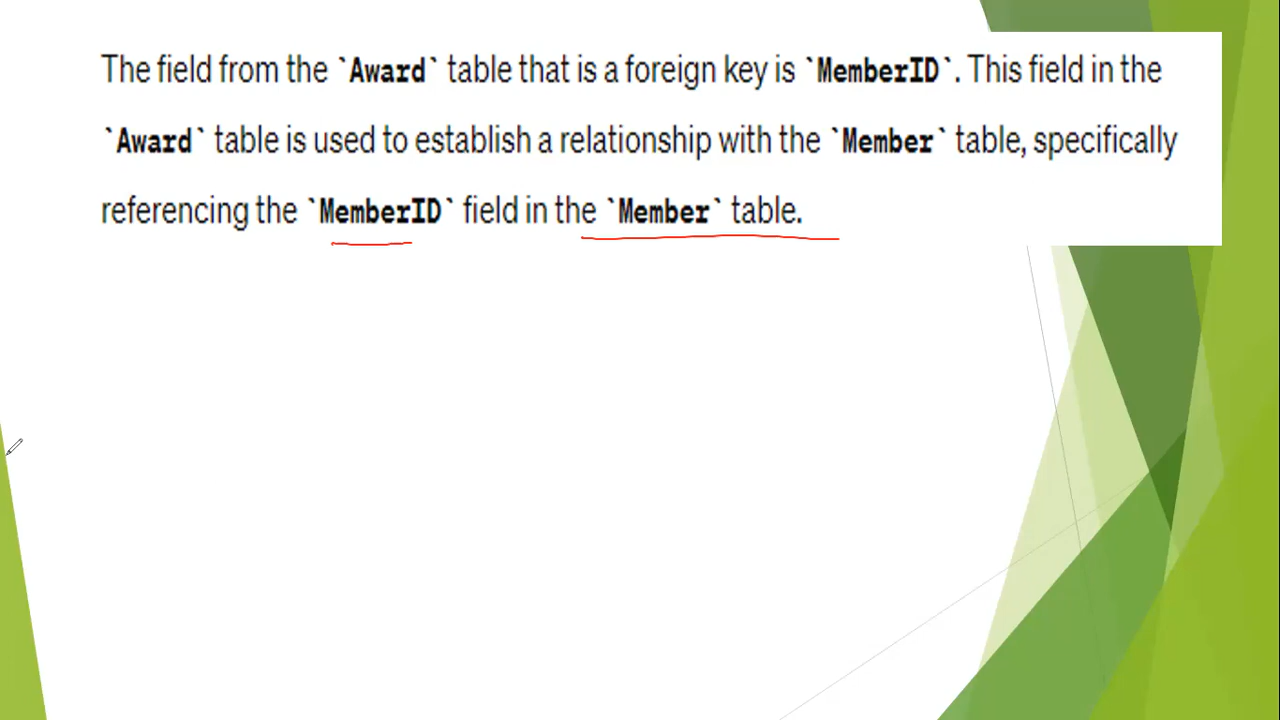 The field from the `Award` table that is a foreign key is `MemberID`. This field in the
`Award` table is used to establish a relationship with the `Member` table, specifically
referencing the `MemberID` field in the `Member` table.